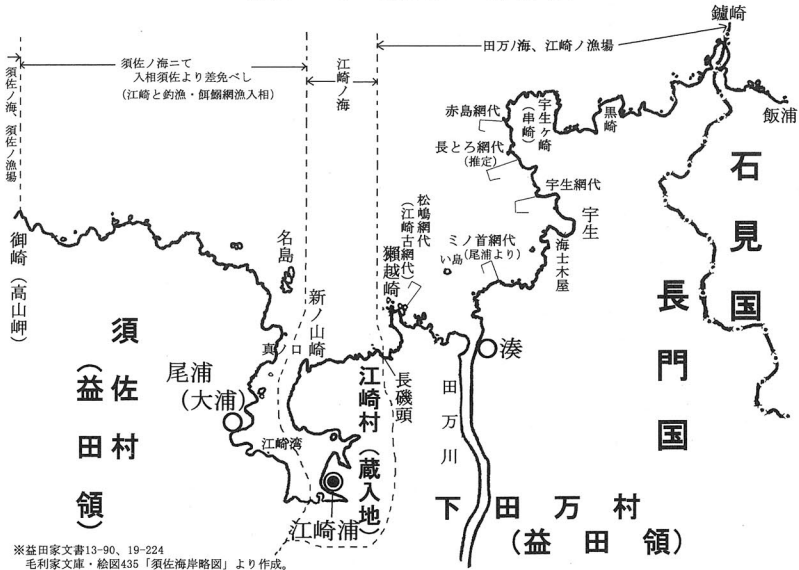 鑪崎
田万ノ海、江崎ノ漁場
須佐ノ海ニて
入相須佐より差免べし
(江崎と釣漁・餌鰯網漁入相)
江崎ノ海
須佐ノ海、須佐ノ漁場
飯浦
石見国
長門国
黒崎
宇生ヶ崎
(串崎)
赤島網代
長とろ網代
(推定)
宇生網代
宇生
海士木屋
ミノ首網代
(尾浦より)
い島
松嶋網代
(江崎古網代)
獺越崎
湊
田万川
長磯頭
名島
新ノ山崎
真ノ口
御崎(高山岬)
須佐村
(益田領)
尾浦
(大浦)
江崎湾
江崎村(蔵入地)
江崎浦
下田万村
(益田領)
※益田家文書13-90、19-224
毛利家文庫・絵図435「須佐海岸略図」より作成。